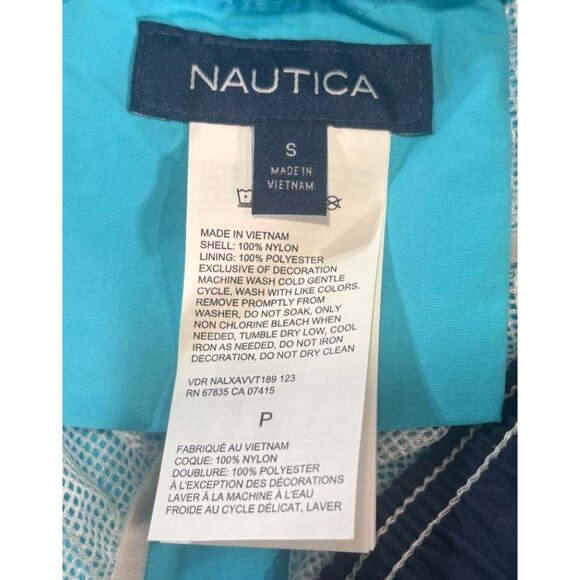 NAUTICA
S
MADE IN
VIETNAM
MADE IN VIETNAM
SHELL: 100% NYLON
LINING: 100% POLYESTER
EXCLUSIVE OF DECORATION
MACHINE WASH COLD GENTLE
CYCLE, WASH WITH LIKE COLORS,
REMOVE PROMPTLY FROM
WASHER, DO NOT SOAK, ONLY
NON CHLORINE BLEACH WHEN
NEEDED, TUMBLE DRY LOW, COOL
IRON AS NEEDED, DO NOT IRON
DECORATION, DO NOT DRY CLEAN
VDR NALXAVVT189 123
RN 67835 CA 07415
P
FABRIQUÉ AU VIETNAM
COQUE: 100% NYLON
DOUBLURE: 100% POLYESTER
À L'EXCEPTION DES DÉCORATIONS
LAVER À LA MACHINE À L'EAU
FROIDE AU CYCLE DÉLICAT, LAVER